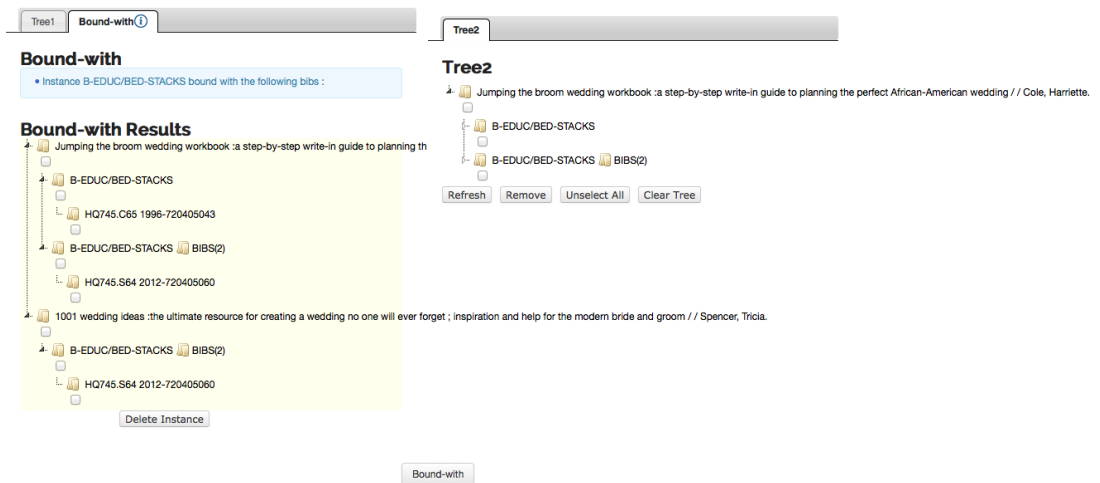 Tree1
Bound-with
Bound-with
Instance B-EDUC/BED-STACKS bound with the following bibs :
Bound-with Results
Jumping the broom wedding workbook :a step-by-step write-in guide to planning th
B-EDUC/BED-STACKS
HQ745.C65 1996-720405043
B-EDUC/BED-STACKS BIBS(2)
HQ745.S64 2012-720405060
1001 wedding ideas :the ultimate resource for creating a wedding no one will ever forget ; inspiration and help for the modern bride and groom / / Spencer, Tricia.
B-EDUC/BED-STACKS BIBS(2)
HQ745.S64 2012-720405060
Delete Instance
Tree2
Tree2
Jumping the broom wedding workbook :a step-by-step write-in guide to planning the perfect African-American wedding / / Cole, Harriette.
B-EDUC/BED-STACKS
B-EDUC/BED-STACKS BIBS(2)
Refresh Remove Unselect All Clear Tree
Bound-with